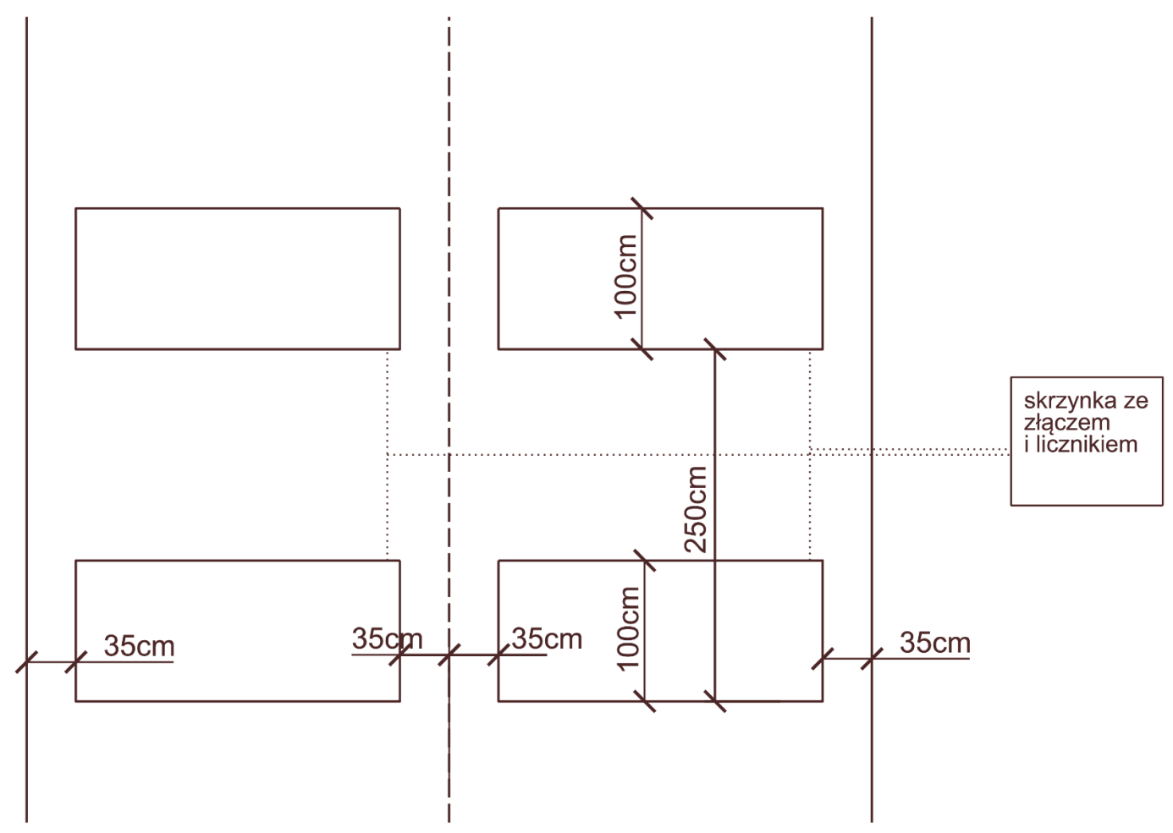 100cm
skrzynka ze
złączem
i licznikiem
250cm
100cm
35cm
35cm
35cm
35cm